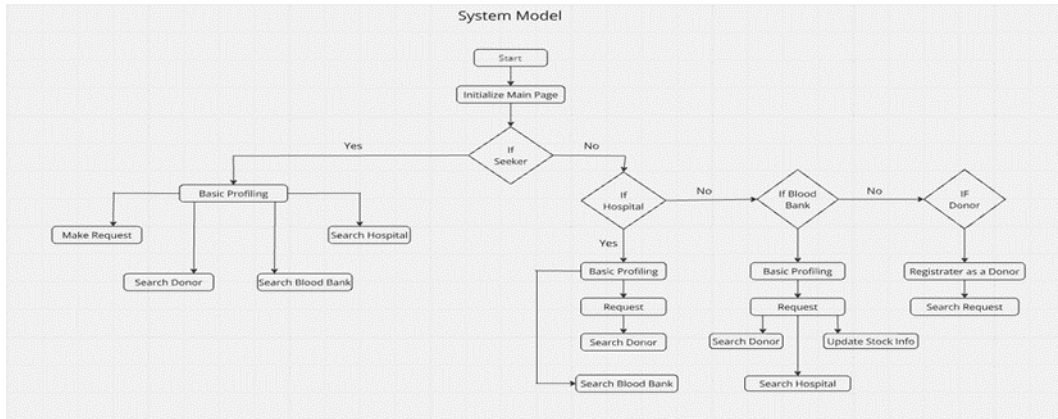 System Model
Start
Initialize Main Page
If
Seeker
Yes
No
Basic Profiling
Make Request
Search Donor
Search Blood Bank
Search Hospital
If
Hospital
No
If Blood
Bank
No
IF
Donor
Yes
Basic Profiling
Request
Search Donor
Search Blood Bank
Basic Profiling
Request
Search Donor
Update Stock Info
Search Hospital
Registrater as a Donor
Search Request